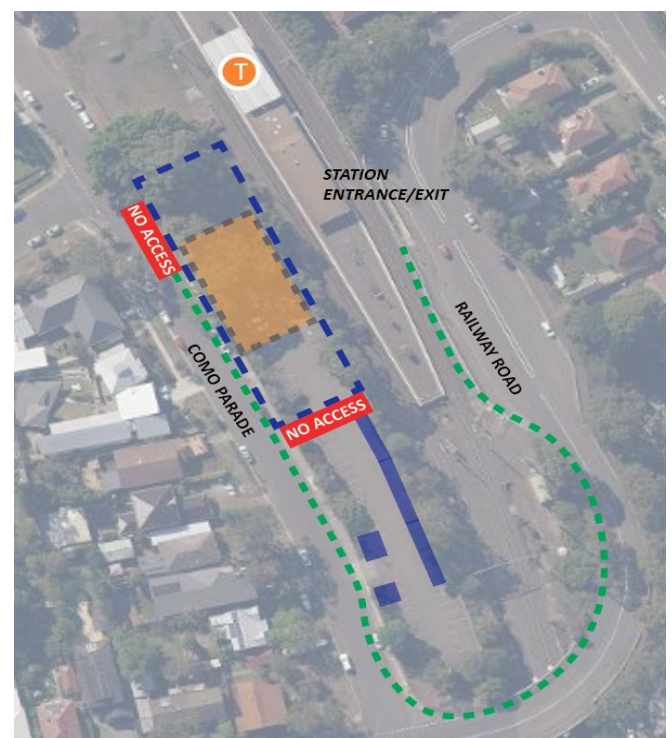 T
STATION
ENTRANCE/EXIT
NO ACCESS
RAILWAY ROAD
COMO PARADE
NO ACCESS